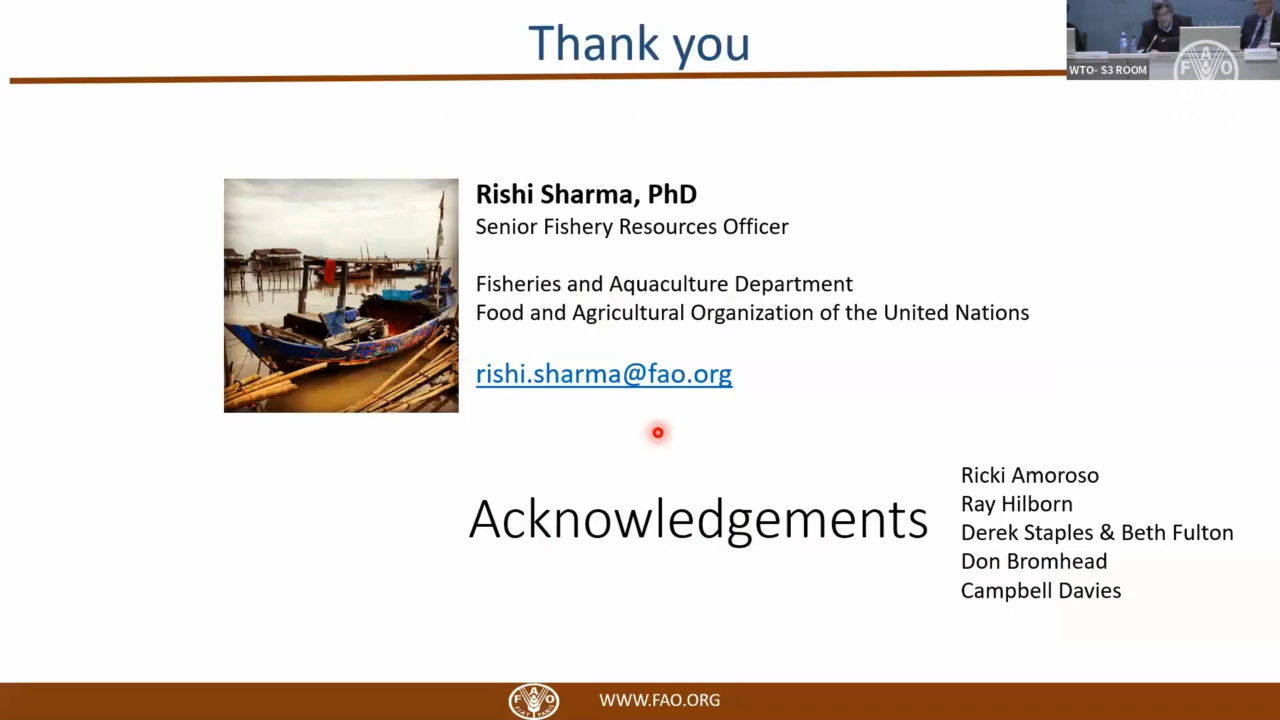 Thank you
WTO- S3 ROOM
F A O
Rishi Sharma, PhD
Senior Fishery Resources Officer
Fisheries and Aquaculture Department
Food and Agricultural Organization of the United Nations
rishi.sharma@fao.org
Acknowledgements
Ricki Amoroso
Ray Hilborn
Derek Staples & Beth Fulton
Don Bromhead
Campbell Davies
F A O
FIAT PANIS
WWW.FAO.ORG